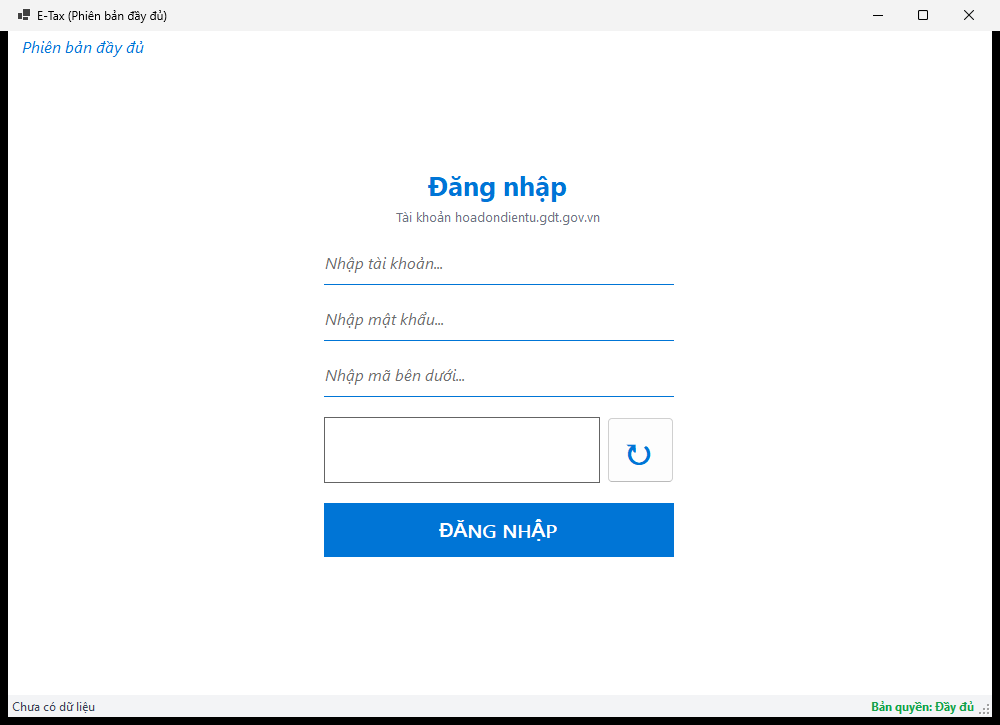 E-Tax (Phiên bản đầy đủ)
Phiên bản đầy đủ
Đăng nhập
Tài khoản hoadondientu.gdt.gov.vn
Nhập tài khoản...
Nhập mật khẩu...
Nhập mã bên dưới...
ĐĂNG NHẬP
Chưa có dữ liệu
Bản quyền: Đầy đủ